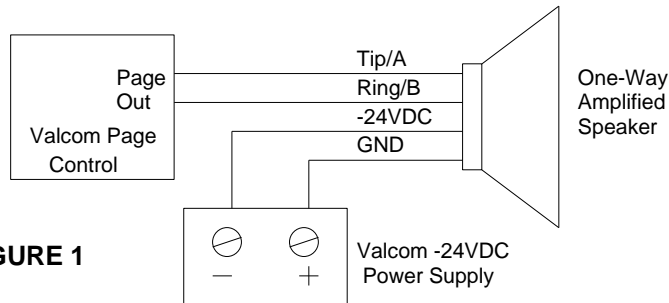 Page
Out
Valcom Page
Control
Tip/A
Ring/B
-24VDC
GND
One-Way
Amplified
Speaker
− +
Valcom -24VDC
Power Supply
GURE 1